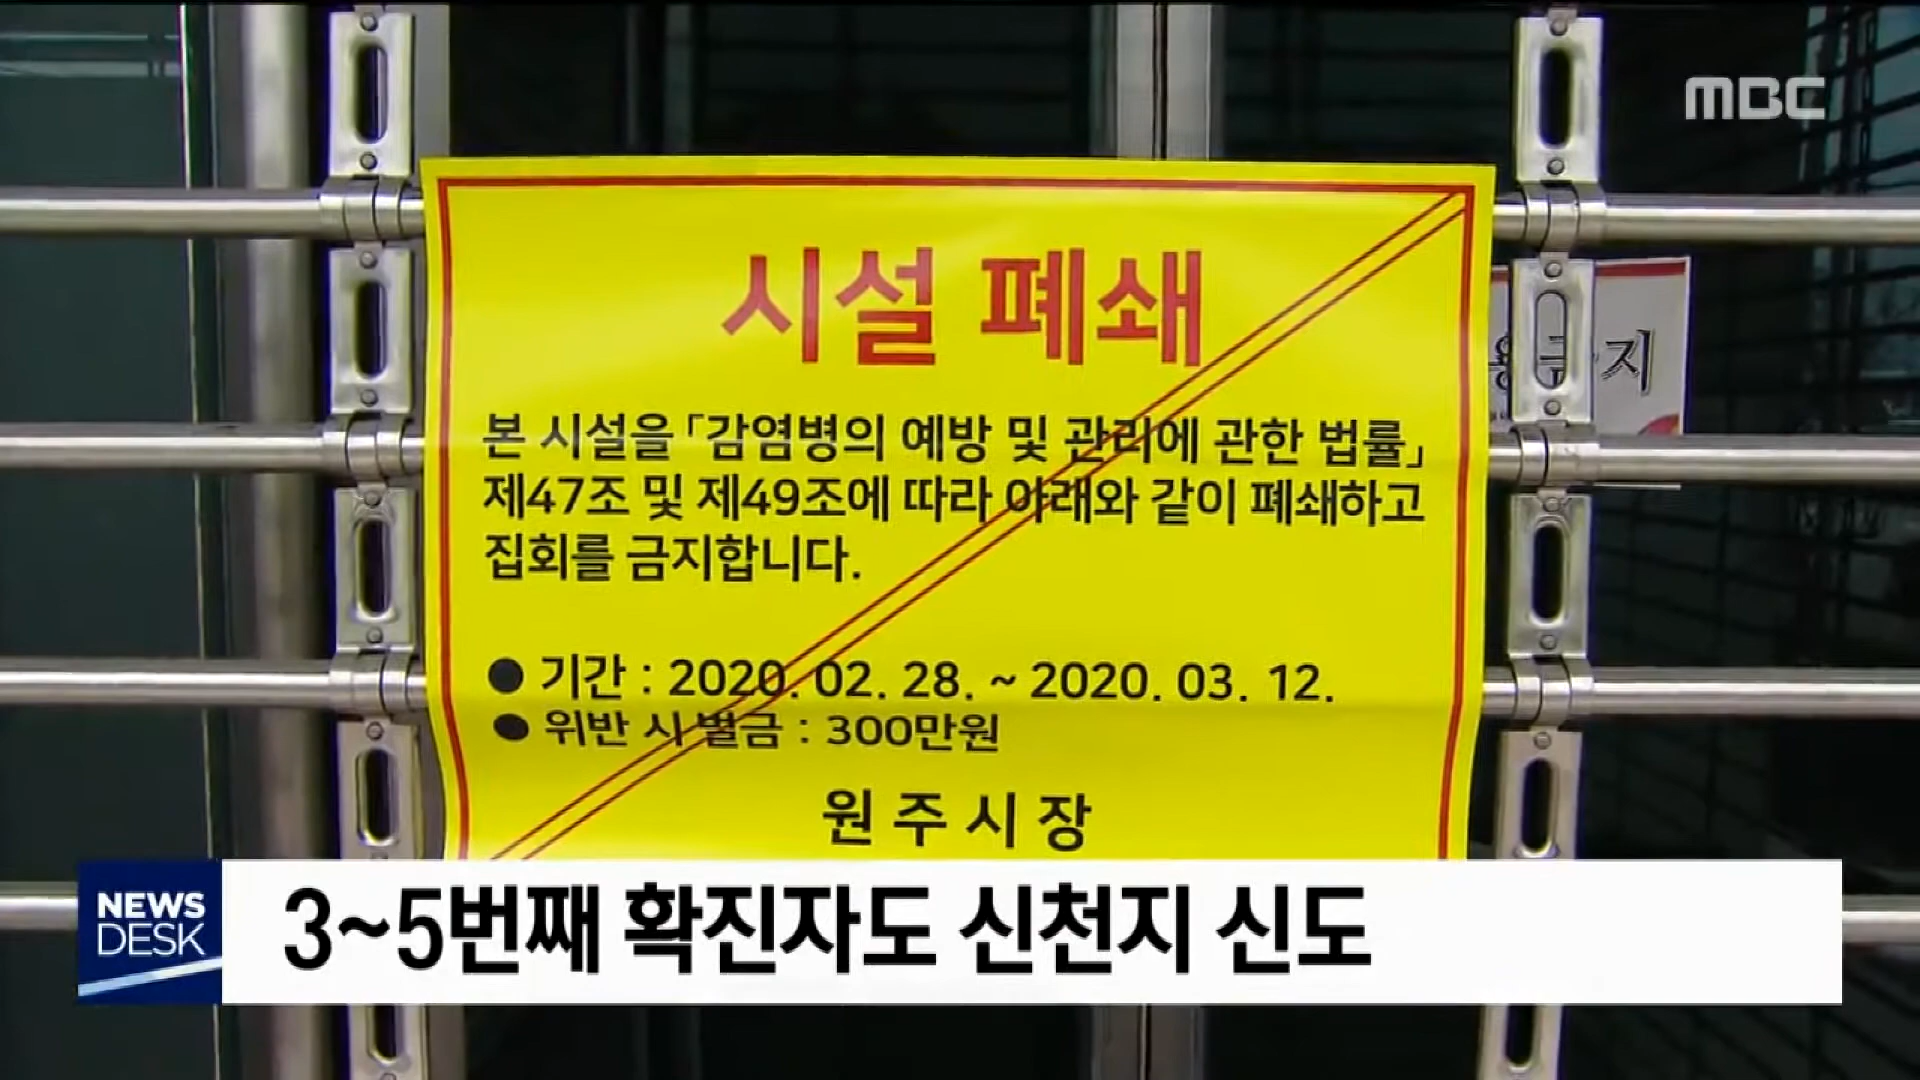 MBC
시설 폐쇄
본 시설을 「감염병의 예방 및 관리에 관한 법률」
제47조 및 제49조에 따라 아래와 같이 폐쇄하고
집회를 금지합니다.
● 기간 : 2020. 02. 28. ~ 2020. 03. 12.
● 위반 시 벌금 : 300만원
원 주 시 장
지
NEWS
DESK
3~5번째 확진자도 신천지 신도